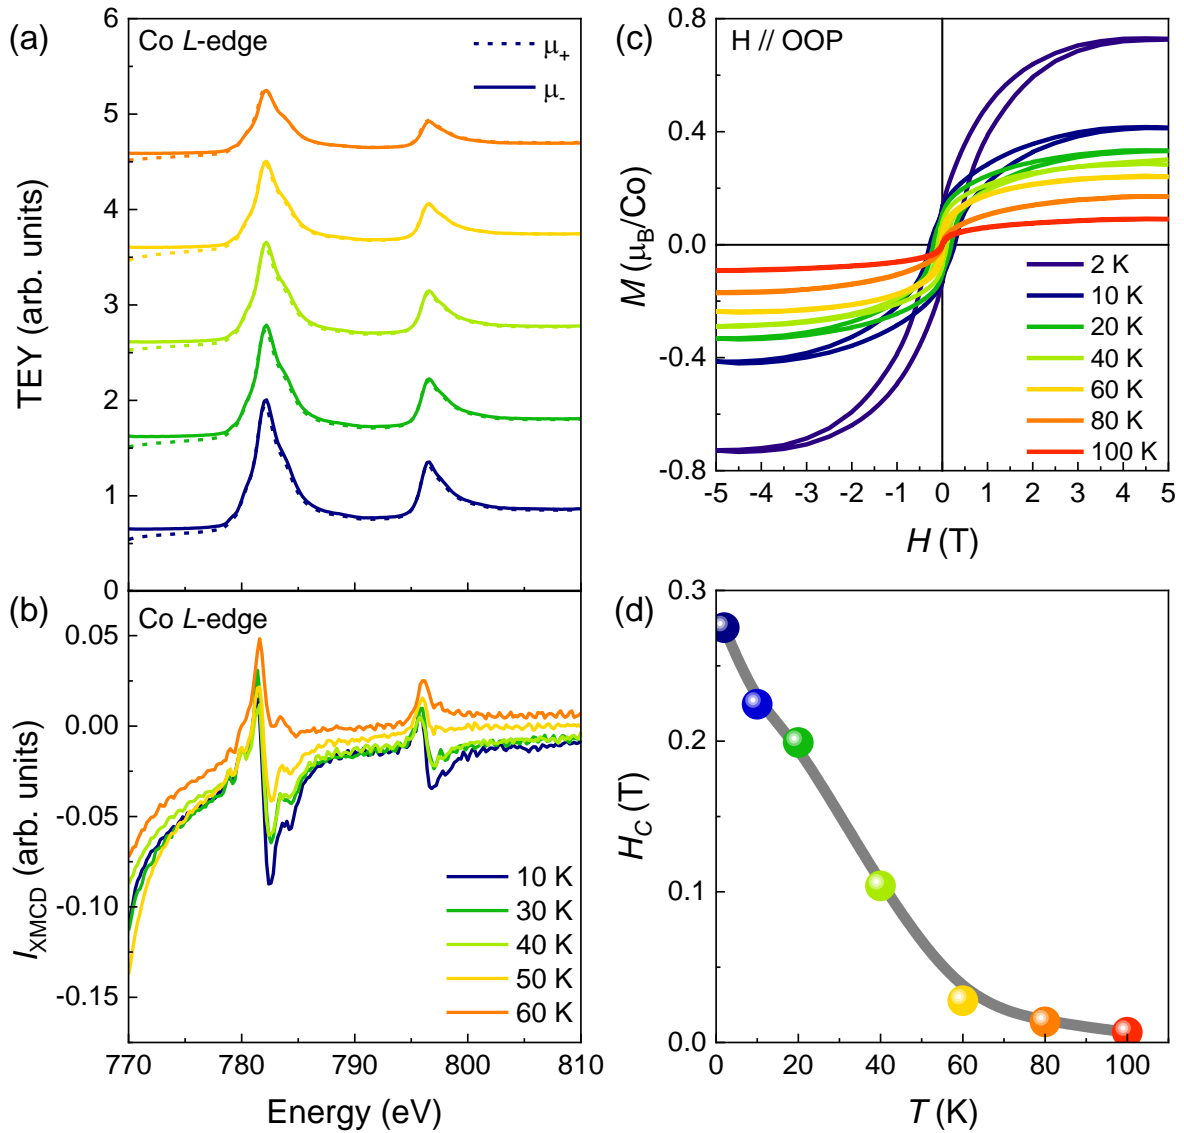 (a)
Co L-edge
μ+
μ-
TEY (arb. units)
6
5
4
3
2
1
0
(b)
Co L-edge
I_XMCD (arb. units)
0.05
0.00
-0.05
-0.10
-0.15
10 K
30 K
40 K
50 K
60 K
770 780 790 800 810
Energy (eV)
(c)
H // OOP
M (μB/Co)
0.8
0.4
0.0
-0.4
-0.8
2 K
10 K
20 K
40 K
60 K
80 K
100 K
-5 -4 -3 -2 -1 0 1 2 3 4 5
H (T)
(d)
H_C (T)
0.3
0.2
0.1
0.0
0 20 40 60 80 100
T (K)